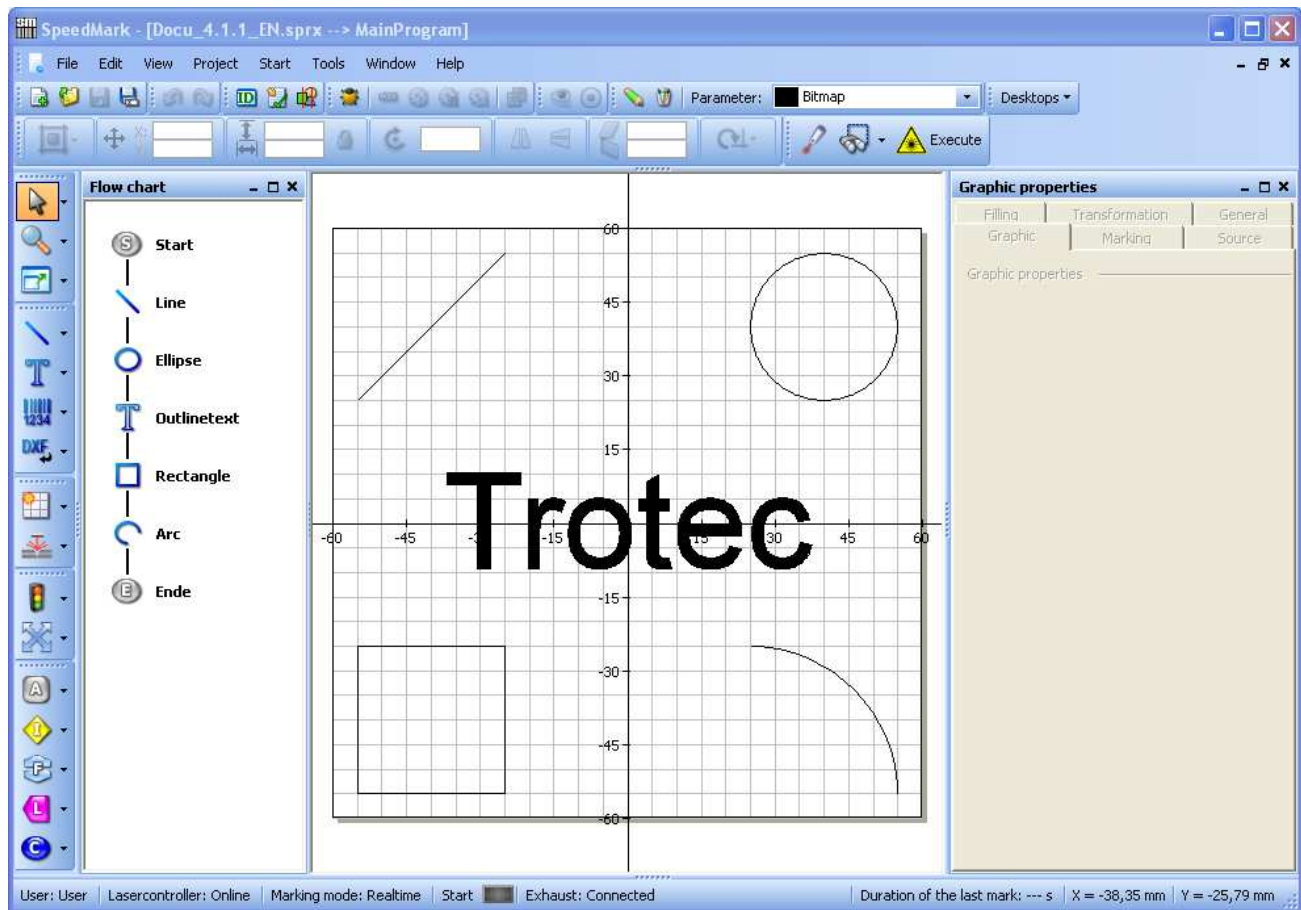 SpeedMark - [Docu_4.1.1_EN.sprx --> MainProgram]
File Edit View Project Start Tools Window Help
ID Parameter: Bitmap Desktops
Execute
Flow chart
Graphic properties
Filling Transformation General
Graphic Marking Source
Graphic properties
S Start
Line
Ellipse
Outlinetext
Rectangle
Arc
E Ende
1234
DXF
A
I
F
L
C
60
45
30
15
Trotec
-60 -45 -15 15 30 45 60
-15
-30
-45
-60
User: User Lasercontroller: Online Marking mode: Realtime Start Exhaust: Connected Duration of the last mark: --- s X = -38,35 mm Y = -25,79 mm